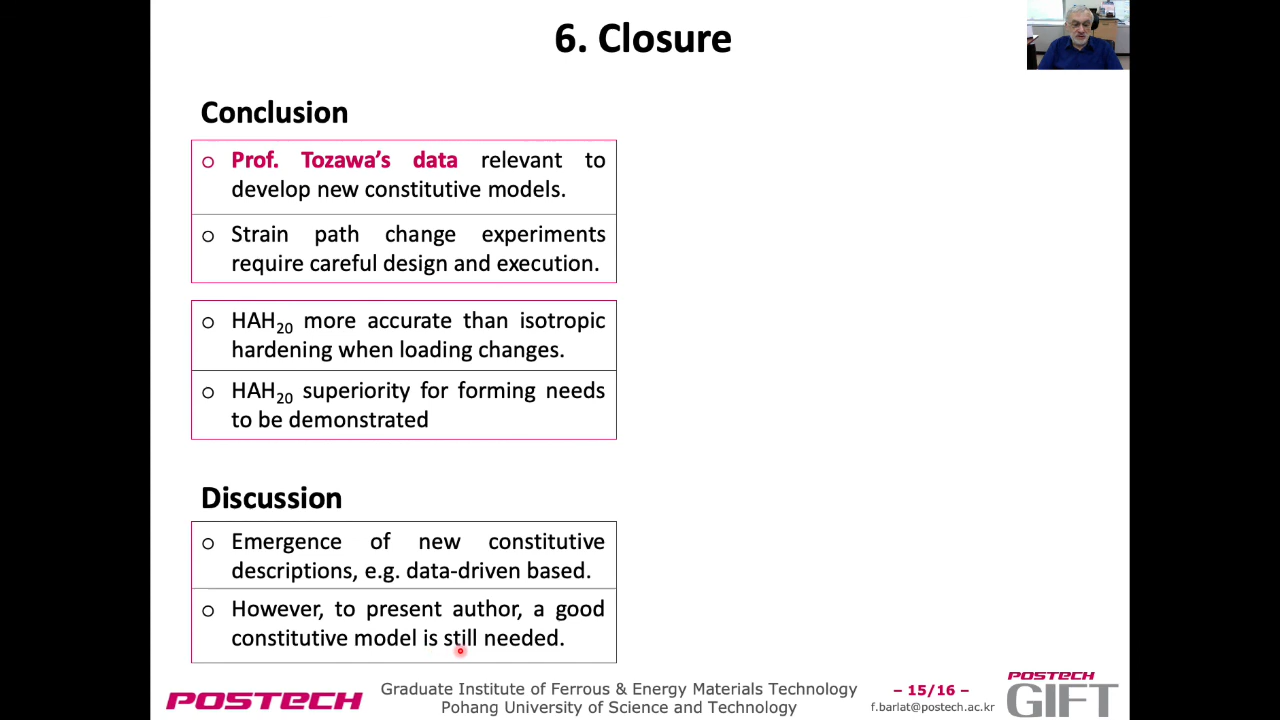 6. Closure
Conclusion
○ Prof. Tozawa's data relevant to
develop new constitutive models.
○ Strain path change experiments
require careful design and execution.
○ HAH20 more accurate than isotropic
hardening when loading changes.
○ HAH20 superiority for forming needs
to be demonstrated
Discussion
○ Emergence of new constitutive
descriptions, e.g. data-driven based.
○ However, to present author, a good
constitutive model is still needed.
POSTECH
Graduate Institute of Ferrous & Energy Materials Technology
Pohang University of Science and Technology
– 15/16 –
f.barlat@postech.ac.kr
POSTECH
GIFT